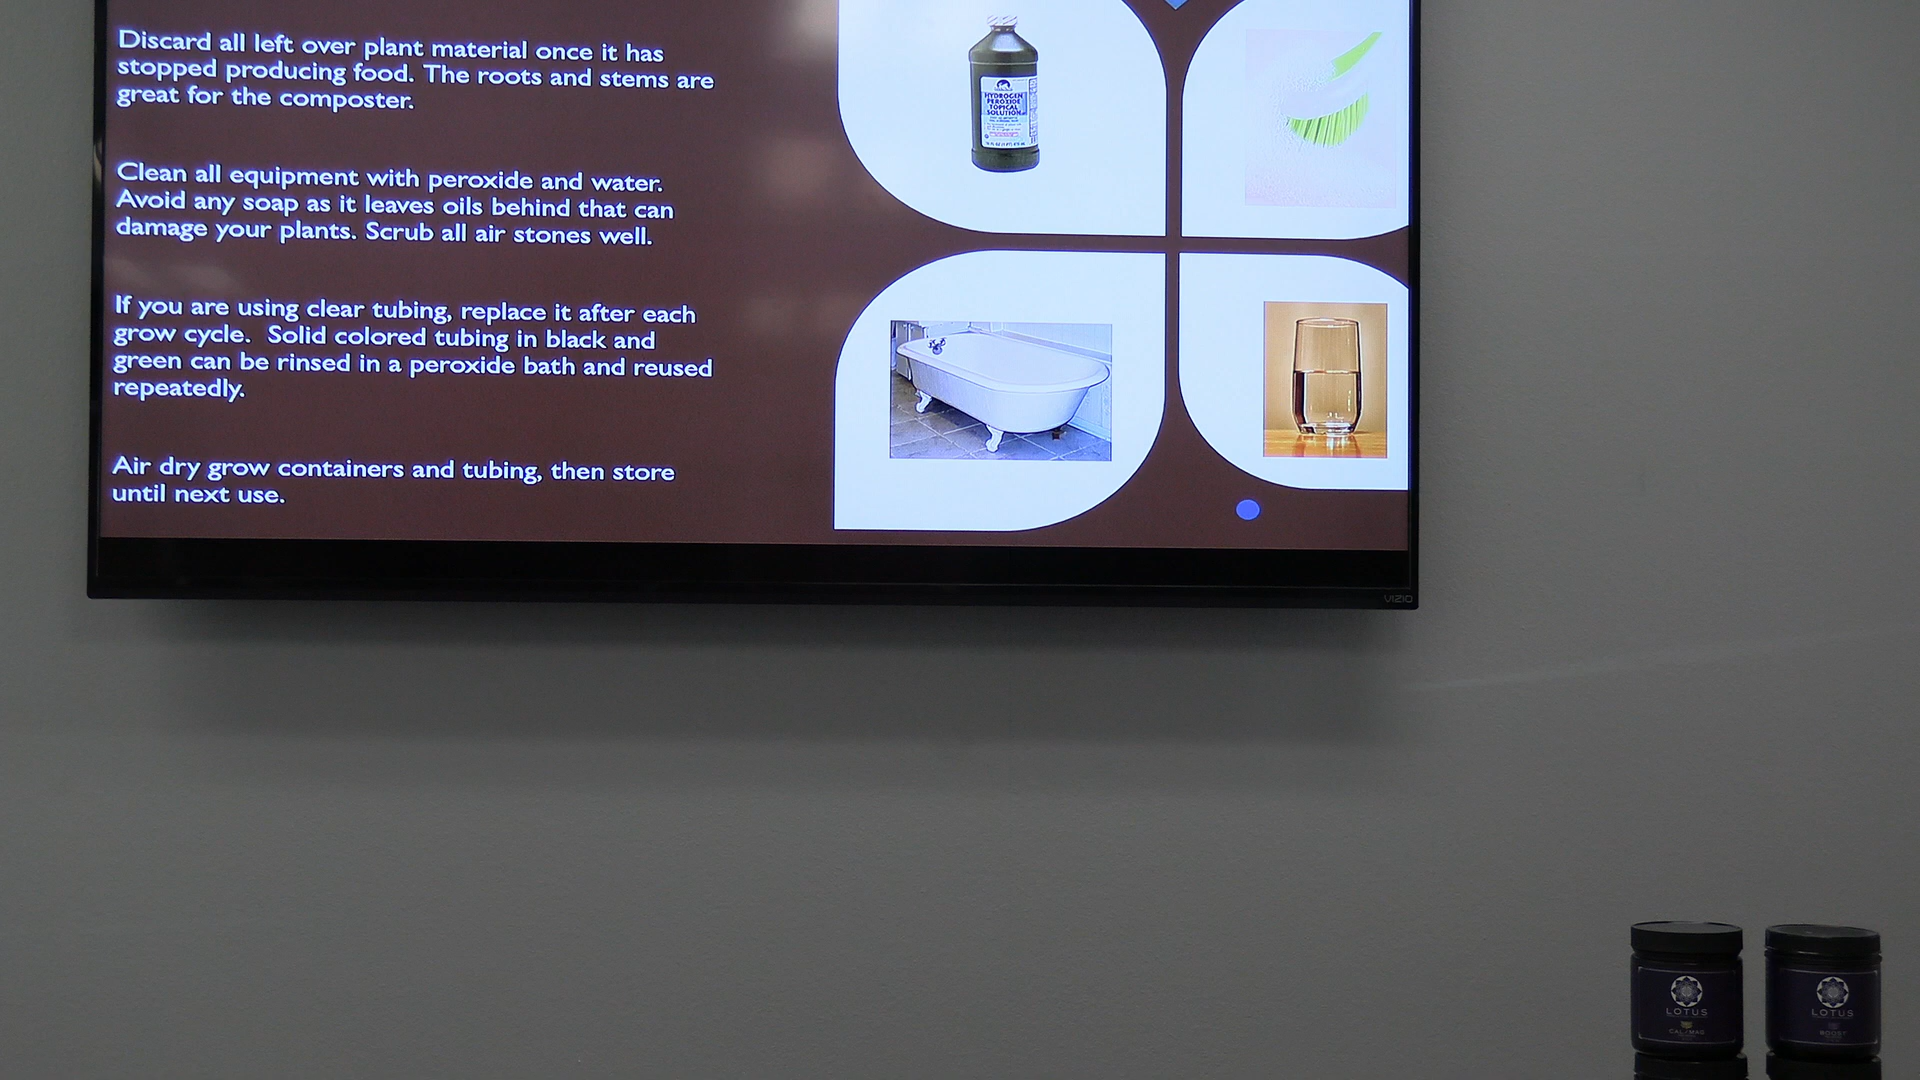 Discard all left over plant material once it has
stopped producing food. The roots and stems are
great for the composter.
Clean all equipment with peroxide and water.
Avoid any soap as it leaves oils behind that can
damage your plants. Scrub all air stones well.
If you are using clear tubing, replace it after each
grow cycle. Solid colored tubing in black and
green can be rinsed in a peroxide bath and reused
repeatedly.
Air dry grow containers and tubing, then store
until next use.
HYDROGEN
PEROXIDE
TOPICAL
SOLUTION
VIZIO
LOTUS
CAL/MAG
LOTUS
BOOST